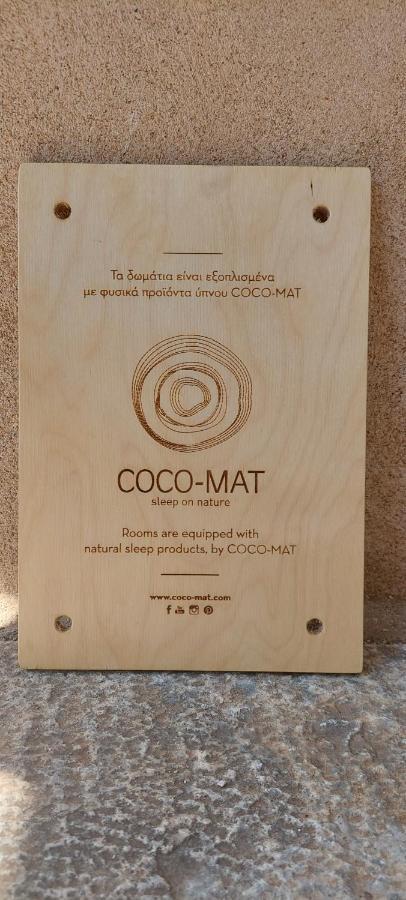 Τα δωμάτια είναι εξοπλισμένα
με φυσικά προϊόντα ύπνου COCO-MAT
COCO-MAT
sleep on nature
Rooms are equipped with
natural sleep products, by COCO-MAT
www.coco-mat.com